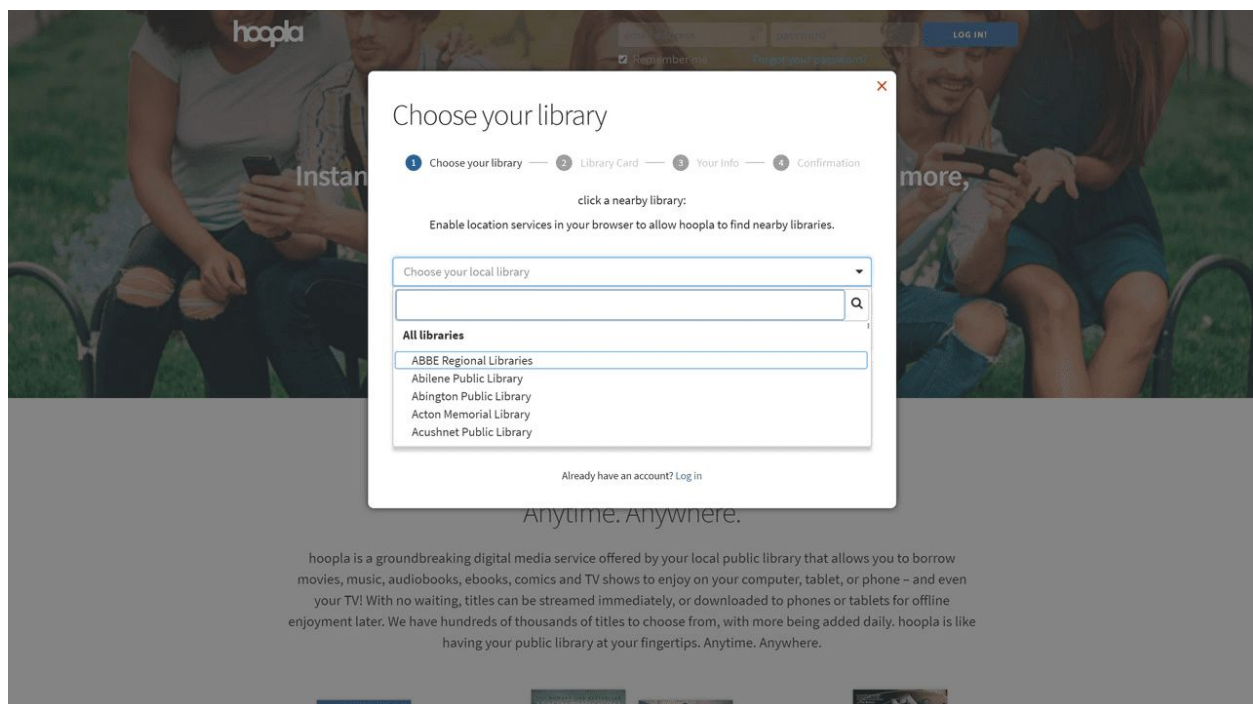 hoopla
email address password LOG IN!
Remember me Forgot your password?
Choose your library
1 Choose your library 2 Library Card 3 Your Info 4 Confirmation
Instan more,
click a nearby library:
Enable location services in your browser to allow hoopla to find nearby libraries.
Choose your local library
All libraries
ABBE Regional Libraries
Abilene Public Library
Abington Public Library
Acton Memorial Library
Acushnet Public Library
Already have an account? Log in
Anytime. Anywhere.
hoopla is a groundbreaking digital media service offered by your local public library that allows you to borrow
movies, music, audiobooks, ebooks, comics and TV shows to enjoy on your computer, tablet, or phone – and even
your TV! With no waiting, titles can be streamed immediately, or downloaded to phones or tablets for offline
enjoyment later. We have hundreds of thousands of titles to choose from, with more being added daily. hoopla is like
having your public library at your fingertips. Anytime. Anywhere.